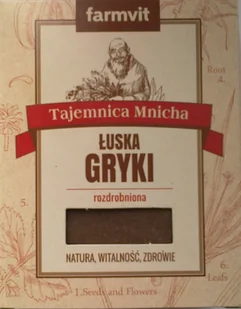 farmvit
Root
4.
Tajemnica Mnicha
ŁUSKA
GRYKI
rozdrobniona
5.
NATURA, WITALNOŚĆ, ZDROWIE
6.
Leafs
1.Seeds and Flowers